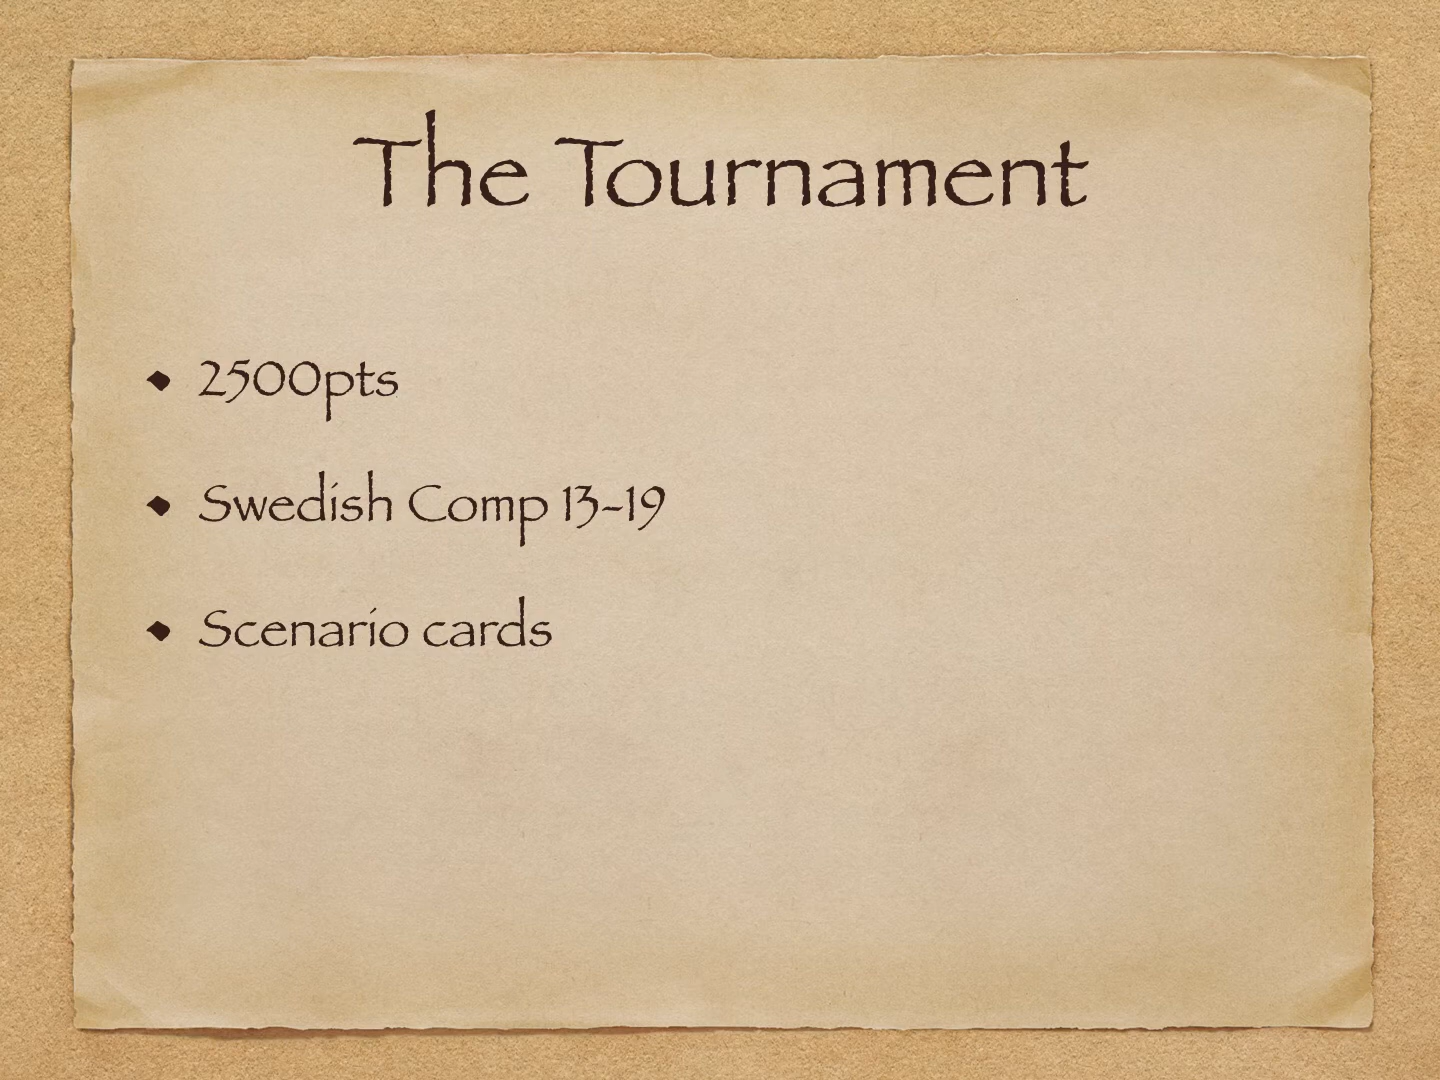 The Tournament
• 2500pts
• Swedish Comp 13-19
• Scenario cards